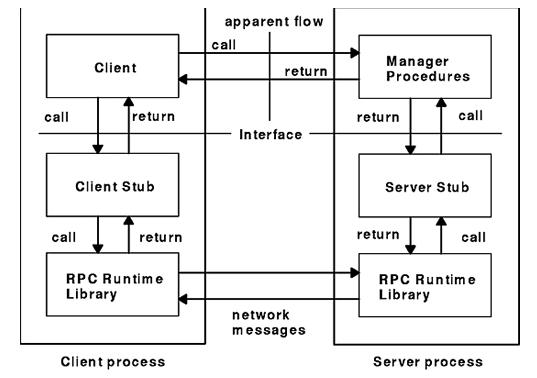 apparent flow
call
Client
Manager
Procedures
return
call
return
return
call
Interface
Client Stub
Server Stub
call
return
return
call
RPC Runtime
Library
RPC Runtime
Library
network
messages
Client process
Server process